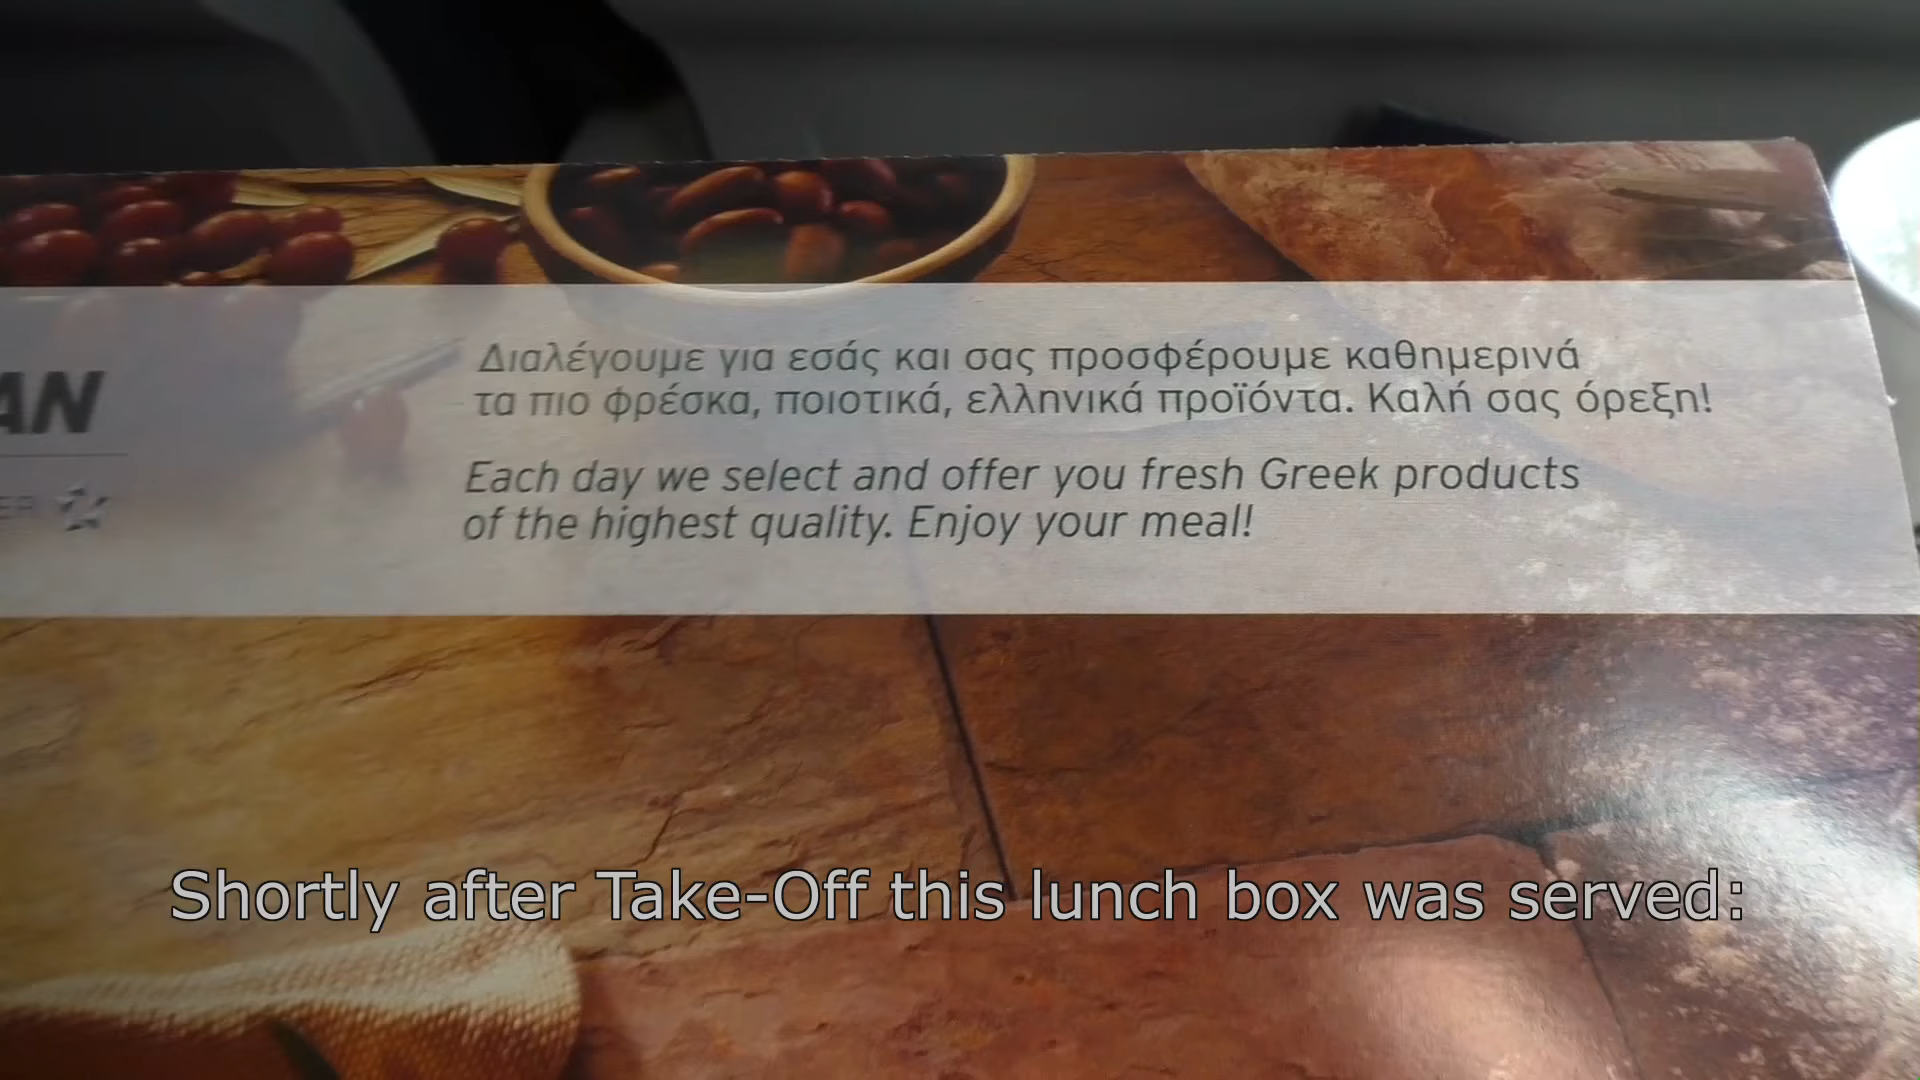 Διαλέγουμε για εσάς και σας προσφέρουμε καθημερινά
τα πιο φρέσκα, ποιοτικά, ελληνικά προϊόντα. Καλή σας όρεξη!
Each day we select and offer you fresh Greek products
of the highest quality. Enjoy your meal!
AN
ER
Shortly after Take-Off this lunch box was served: